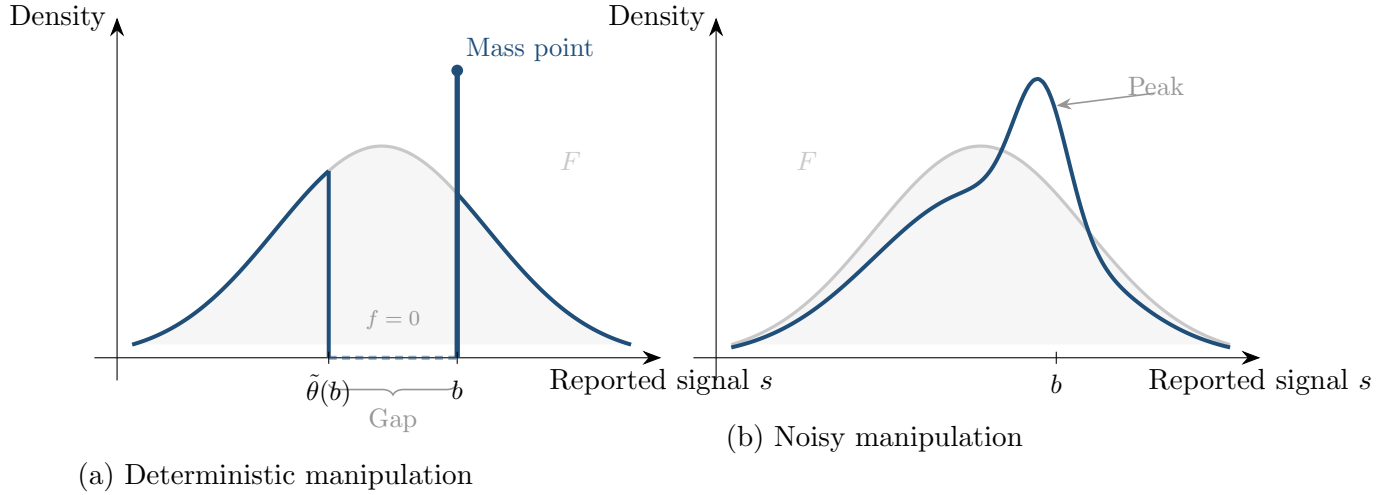 Density
Mass point
F
f = 0
θ̃(b)
b
Reported signal s
Gap
(a) Deterministic manipulation
Density
Peak
F
b
Reported signal s
(b) Noisy manipulation